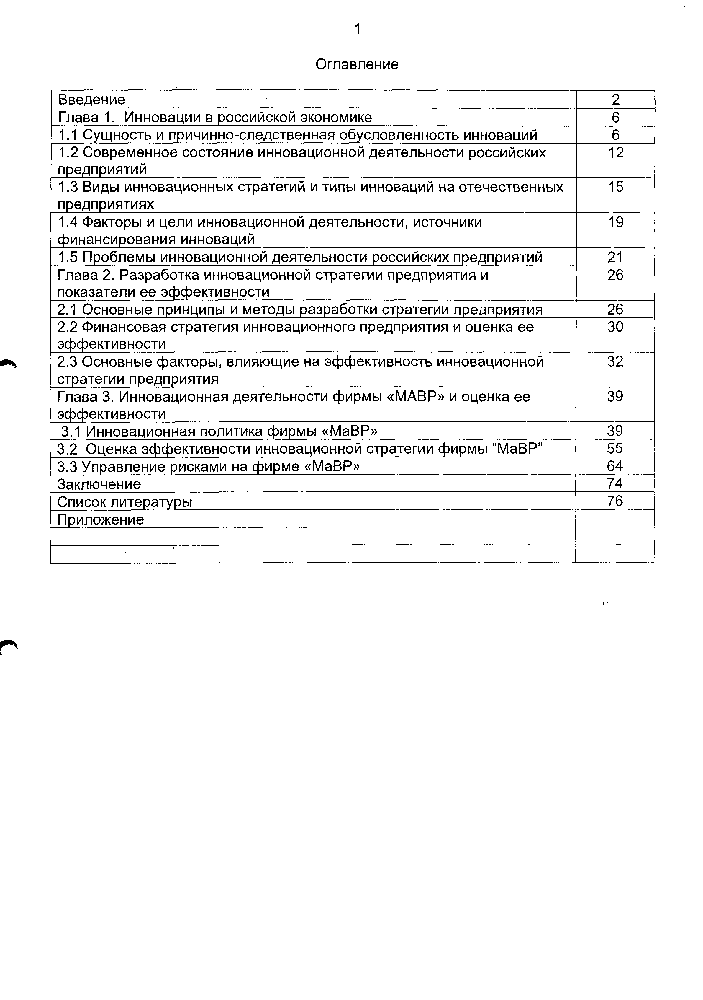 1
Оглавление
Введение 2
Глава 1. Инновации в российской экономике 6
1.1 Сущность и причинно-следственная обусловленность инноваций 6
1.2 Современное состояние инновационной деятельности российских 12
предприятий
1.3 Виды инновационных стратегий и типы инноваций на отечественных 15
предприятиях
1.4 Факторы и цели инновационной деятельности, источники 19
финансирования инноваций
1.5 Проблемы инновационной деятельности российских предприятий 21
Глава 2. Разработка инновационной стратегии предприятия и 26
показатели ее эффективности
2.1 Основные принципы и методы разработки стратегии предприятия 26
2.2 Финансовая стратегия инновационного предприятия и оценка ее 30
эффективности
2.3 Основные факторы, влияющие на эффективность инновационной 32
стратегии предприятия
Глава 3. Инновационная деятельности фирмы «МАВР» и оценка ее 39
эффективности
3.1 Инновационная политика фирмы «МаВР» 39
3.2 Оценка эффективности инновационной стратегии фирмы “МаВР” 55
3.3 Управление рисками на фирме «МаВР» 64
Заключение 74
Список литературы 76
Приложение